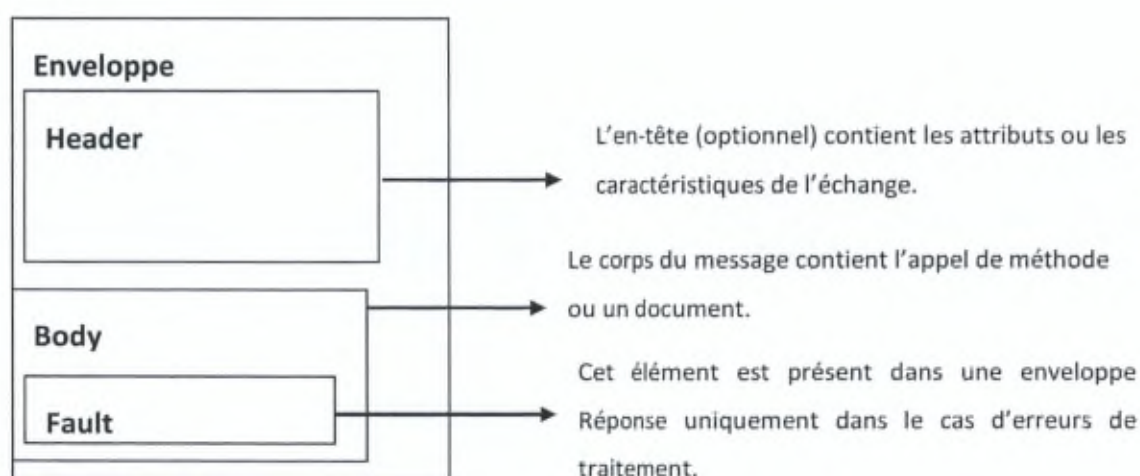 Enveloppe
Header
L'en-tête (optionnel) contient les attributs ou les
caractéristiques de l'échange.
Le corps du message contient l'appel de méthode
ou un document.
Body
Cet élément est présent dans une enveloppe
Fault
Réponse uniquement dans le cas d'erreurs de
traitement.